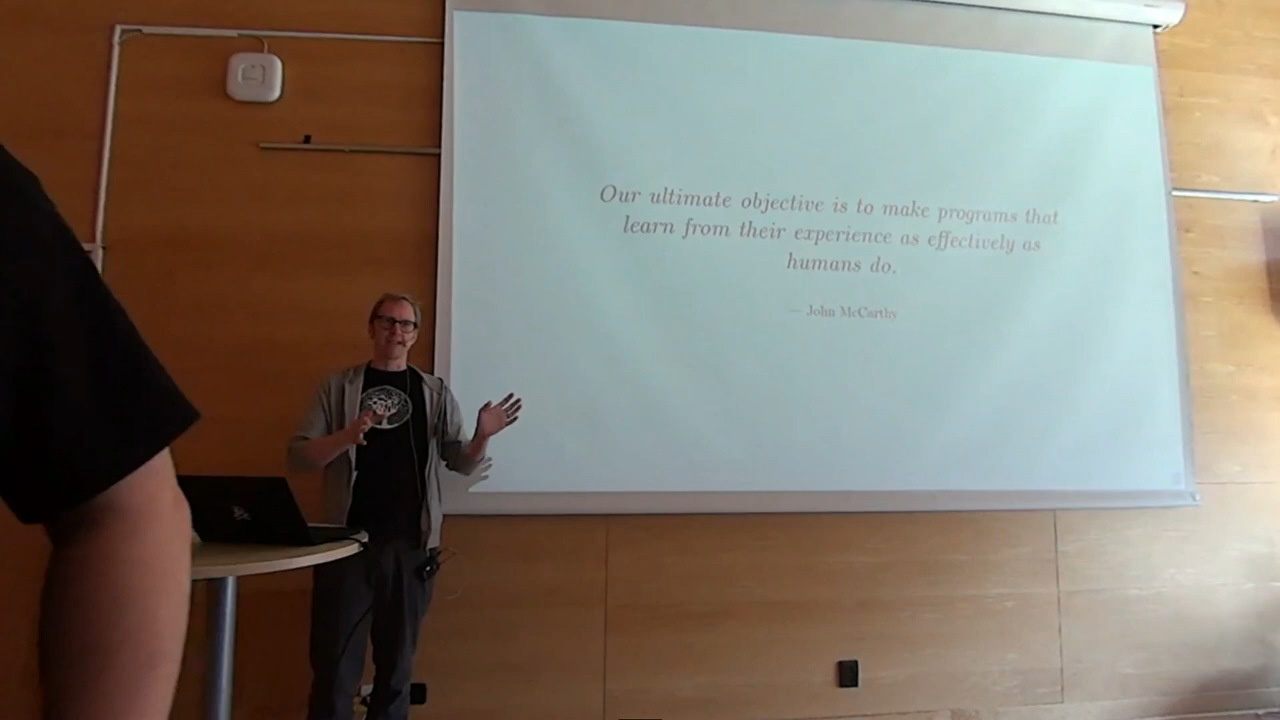 Our ultimate objective is to make programs that
learn from their experience as effectively as
humans do.
— John McCarthy